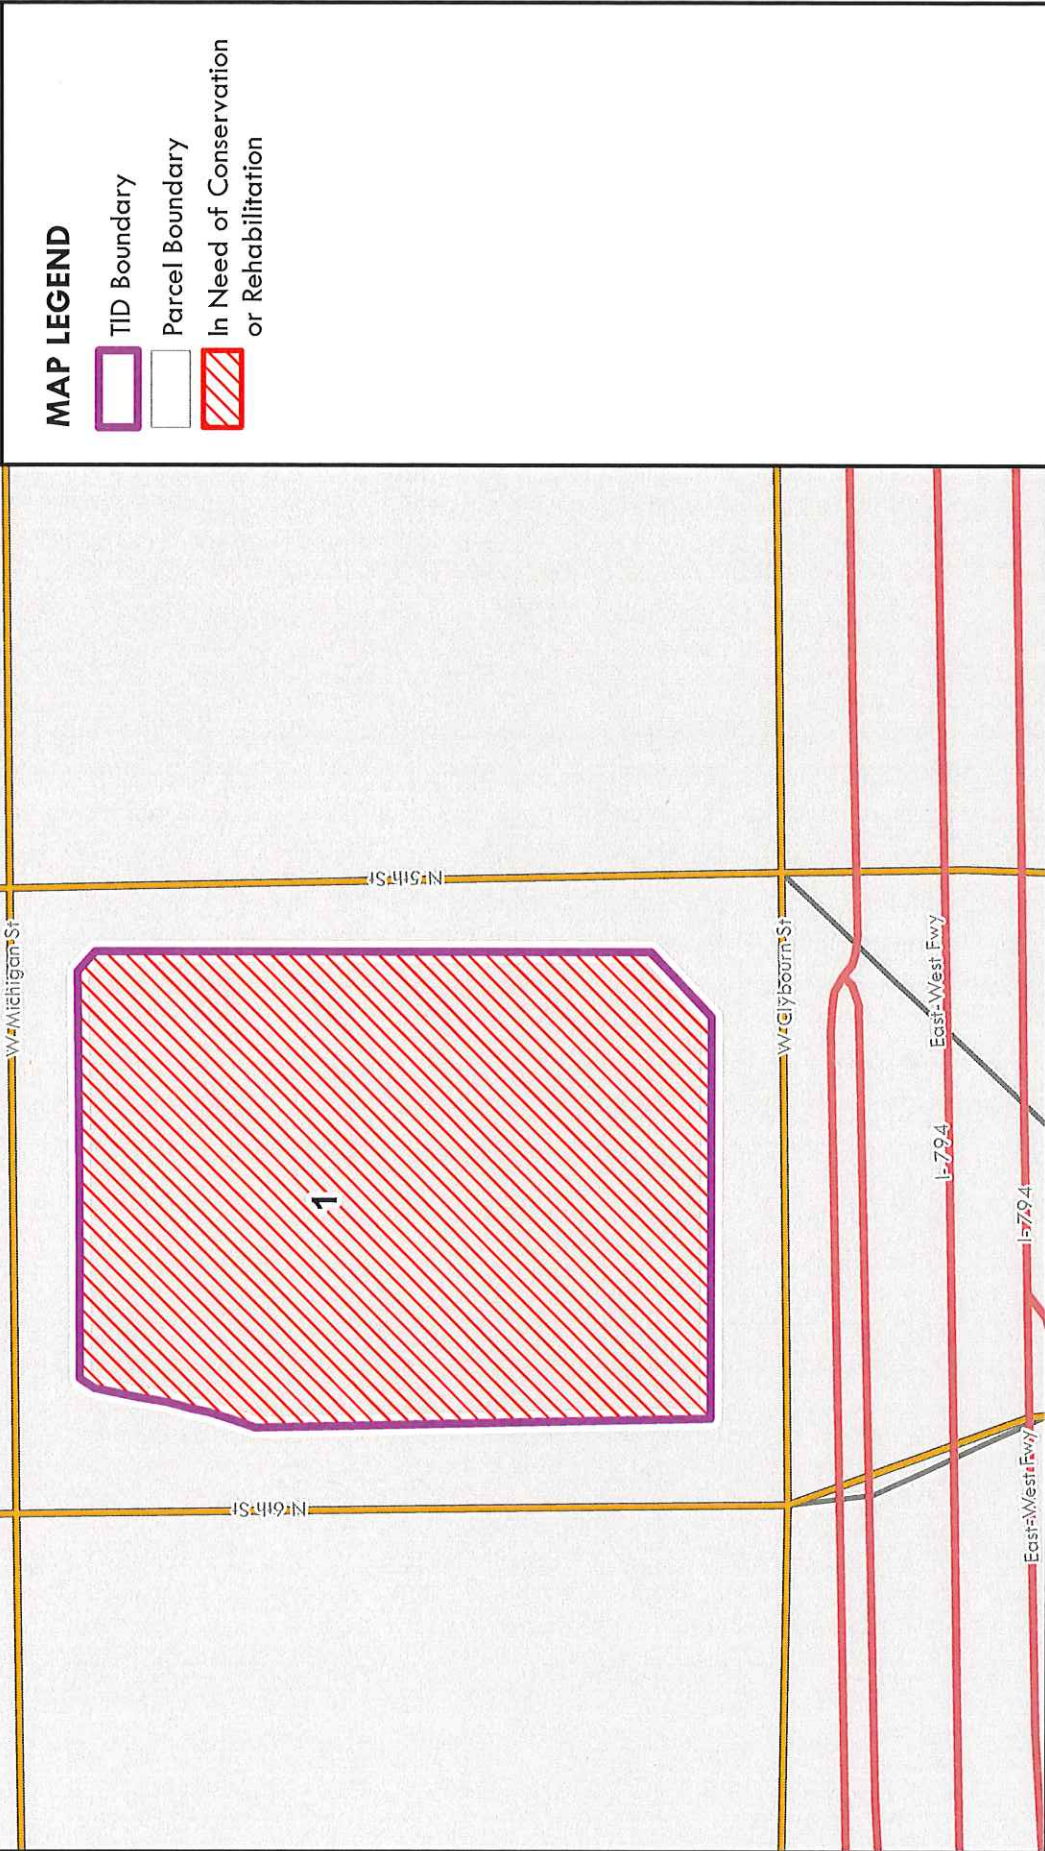 MAP LEGEND
TID Boundary
Parcel Boundary
In Need of Conservation
or Rehabilitation
W Michigan St
N 5th St
N 6th St
1
W Clybourn St
East-West Fwy
I-794
I-794
East-West Fwy